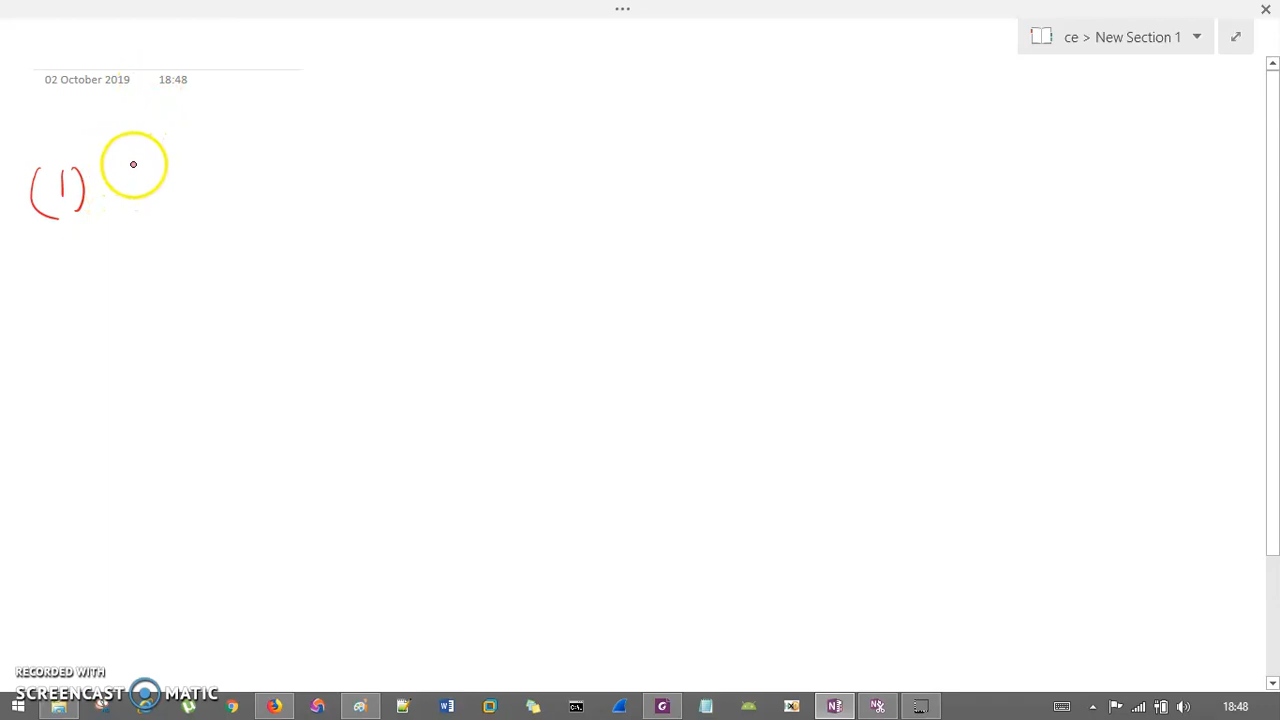 ce > New Section 1
02 October 2019 18:48
(1)
RECORDED WITH
SCREENCAST MATIC
18:48